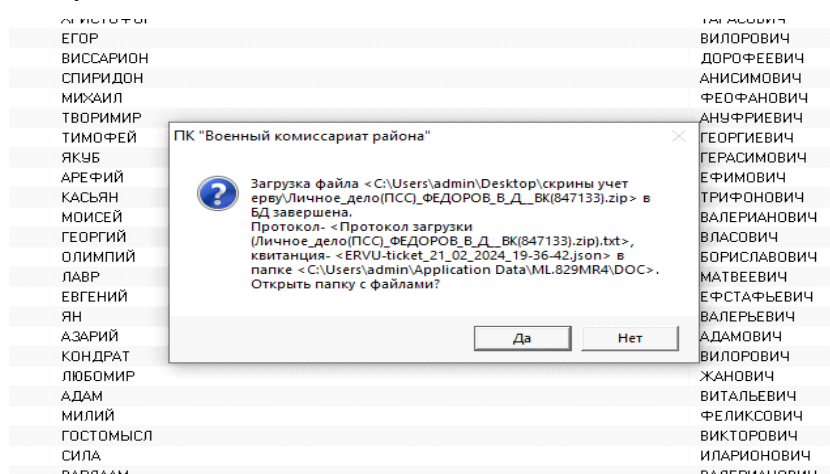 ХРИСТОФОР ТАРАСОВИЧ
ЕГОР ВИЛОРОВИЧ
ВИССАРИОН ДОРОФЕЕВИЧ
СПИРИДОН АНИСИМОВИЧ
МИХАИЛ ФЕОФАНОВИЧ
ТВОРИМИР АНУФРИЕВИЧ
ТИМОФЕЙ ГЕОРГИЕВИЧ
ЯКУБ ГЕРАСИМОВИЧ
АРЕФИЙ ЕФИМОВИЧ
КАСЬЯН ТРИФОНОВИЧ
МОИСЕЙ ВАЛЕРИАНОВИЧ
ГЕОРГИЙ ВЛАСОВИЧ
ОЛИМПИЙ БОРИСЛАВОВИЧ
ЛАВР МАТВЕЕВИЧ
ЕВГЕНИЙ ЕФСТАФЬЕВИЧ
ЯН ВАЛЕРЬЕВИЧ
АЗАРИЙ АДАМОВИЧ
КОНДРАТ ВИЛОРОВИЧ
ЛЮБОМИР ЖАНОВИЧ
АДАМ ВИТАЛЬЕВИЧ
МИЛИЙ ФЕЛИКСОВИЧ
ГОСТОМЫСЛ ВИКТОРОВИЧ
СИЛА ИЛАРИОНОВИЧ
ВАРЛААМ ВАЛЕРИАНОВИЧ
ПК "Военный комиссариат района"
Загрузка файла <C:\Users\admin\Desktop\скрины учет
ерву\Личное_дело(ПСС)_ФЕДОРОВ_В_Д__ВК(847133).zip> в
БД завершена.
Протокол- <Протокол загрузки
(Личное_дело(ПСС)_ФЕДОРОВ_В_Д__ВК(847133).zip).txt>,
квитанция- <ERVU-ticket_21_02_2024_19-36-42.json> в
папке <C:\Users\admin\Application Data\ML.829MR4\DOC>.
Открыть папку с файлами?
Да Нет